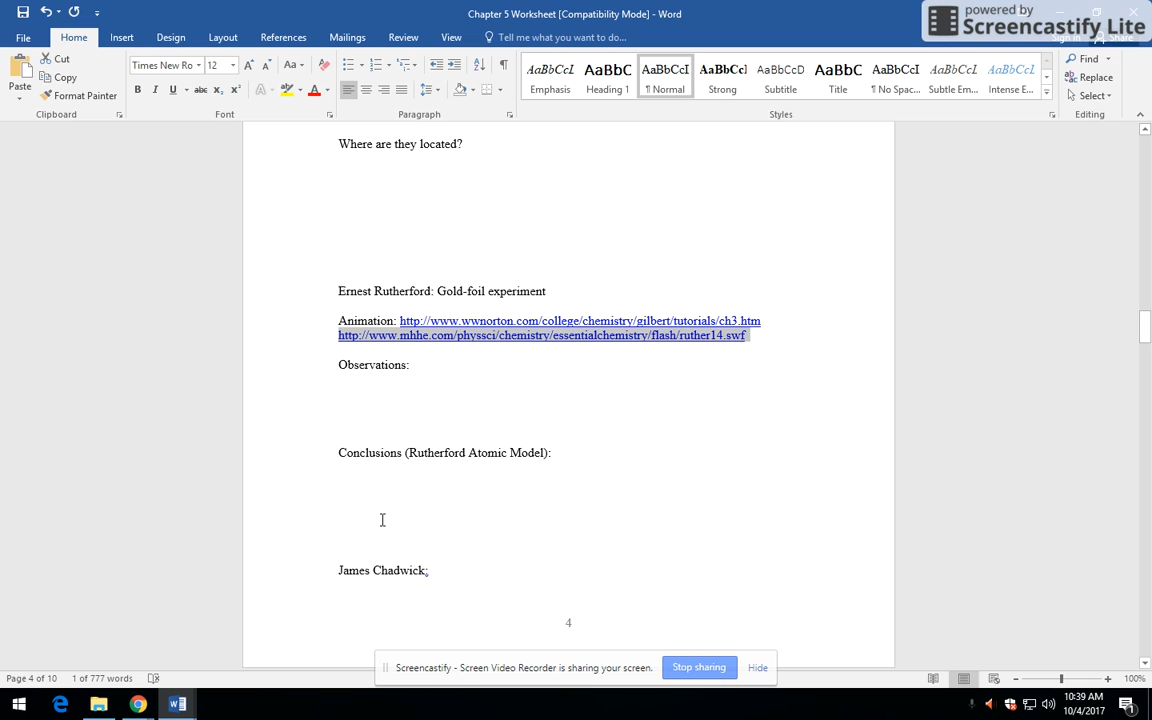 Chapter 5 Worksheet [Compatibility Mode] - Word
powered by
Screencastify Lite
File
Home
Insert
Design
Layout
References
Mailings
Review
View
Tell me what you want to do...
Sign in
Share
Paste
Cut
Copy
Format Painter
Clipboard
Times New Ro
12
Font
Paragraph
AaBbCcL
Emphasis
AaBbC
Heading 1
AaBbCcI
¶ Normal
AaBbCcI
Strong
AaBbCcD
Subtitle
AaBbC
Title
AaBbCcI
¶ No Spac...
AaBbCcL
Subtle Em...
AaBbCcL
Intense E...
Styles
Find
Replace
Select
Editing
Where are they located?
Ernest Rutherford: Gold-foil experiment
Animation: http://www.wwnorton.com/college/chemistry/gilbert/tutorials/ch3.htm
http://www.mhhe.com/physsci/chemistry/essentialchemistry/flash/ruther14.swf
Observations:
Conclusions (Rutherford Atomic Model):
James Chadwick;
4
Screencastify - Screen Video Recorder is sharing your screen.
Stop sharing
Hide
Page 4 of 10
1 of 777 words
100%
10:39 AM
10/4/2017